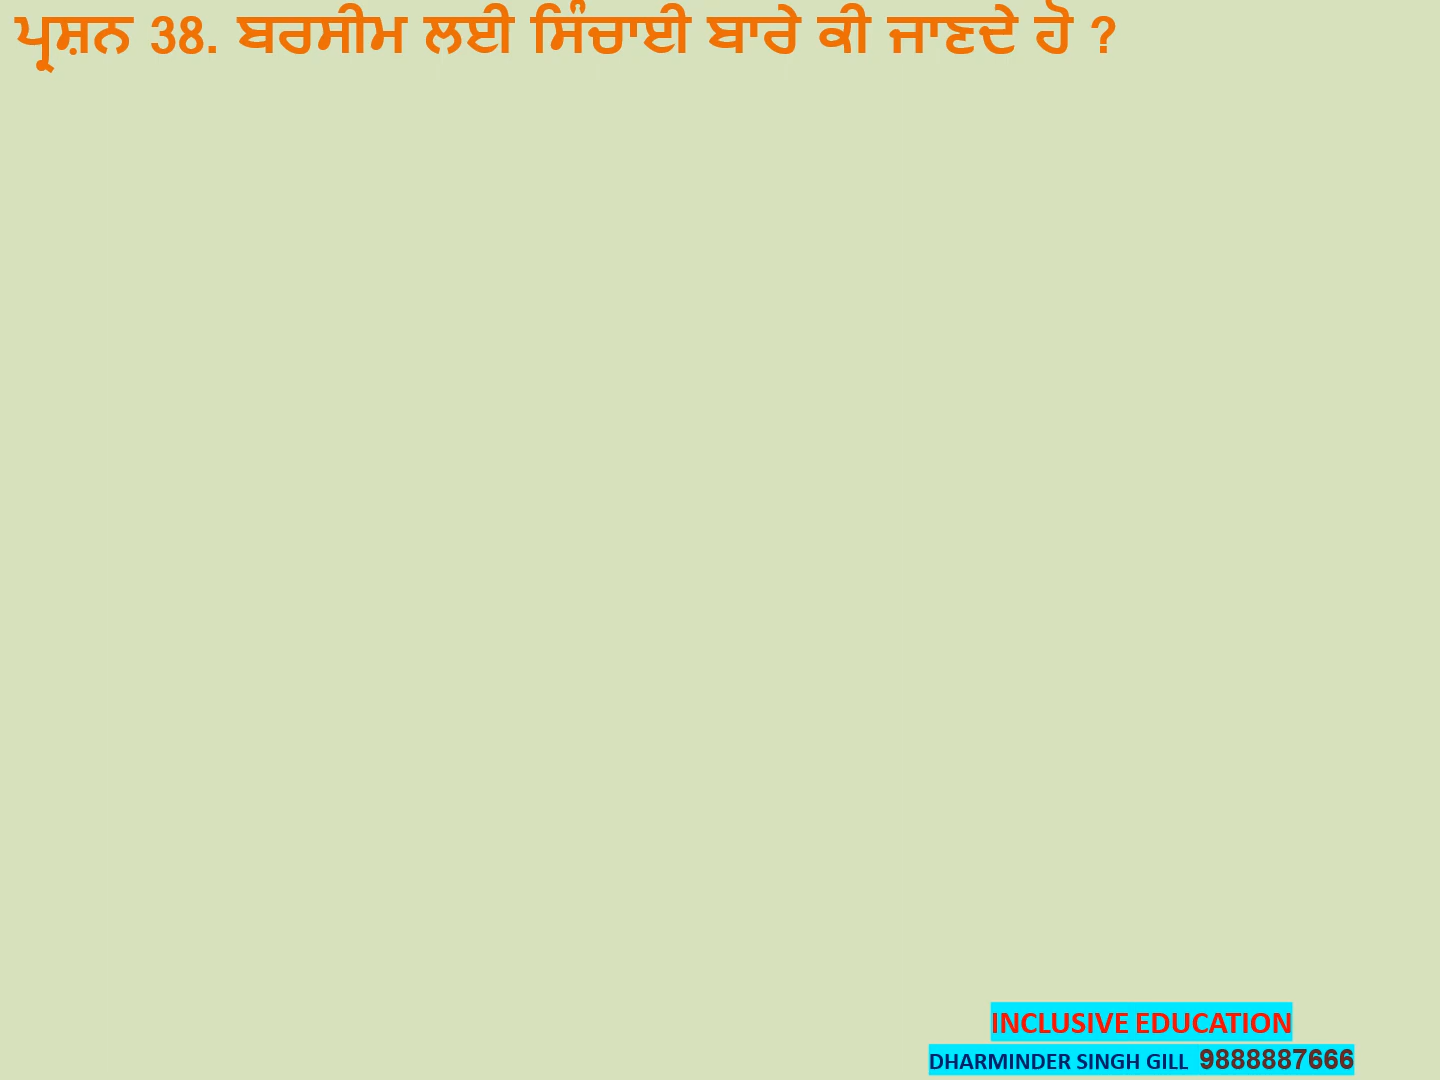 ਪ੍ਰਸ਼ਨ 38. ਬਰਸੀਮ ਲਈ ਸਿੰਚਾਈ ਬਾਰੇ ਕੀ ਜਾਣਦੇ ਹੋ ?
INCLUSIVE EDUCATION
DHARMINDER SINGH GILL 9888887666